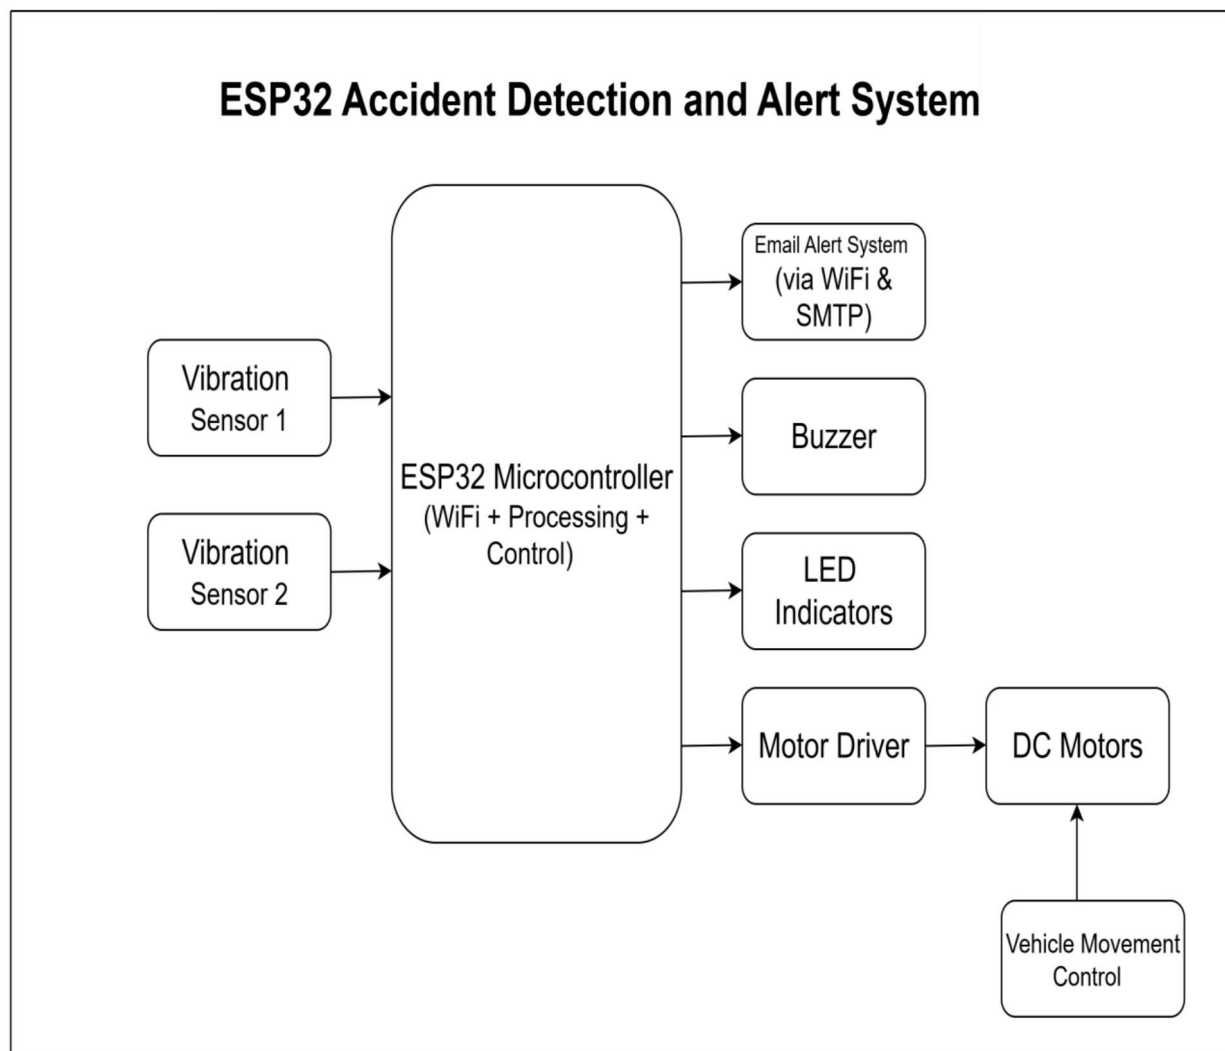 ESP32 Accident Detection and Alert System
Email Alert System
(via WiFi &
SMTP)
Vibration
Sensor 1
Buzzer
ESP32 Microcontroller
(WiFi + Processing +
Control)
Vibration
Sensor 2
LED
Indicators
Motor Driver
DC Motors
Vehicle Movement
Control